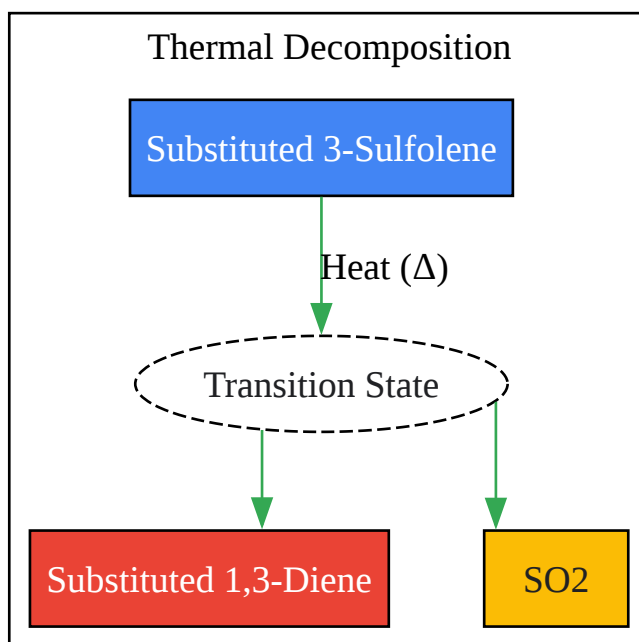 Thermal Decomposition
Substituted 3-Sulfolene
Heat (Δ)
Transition State
Substituted 1,3-Diene
SO2